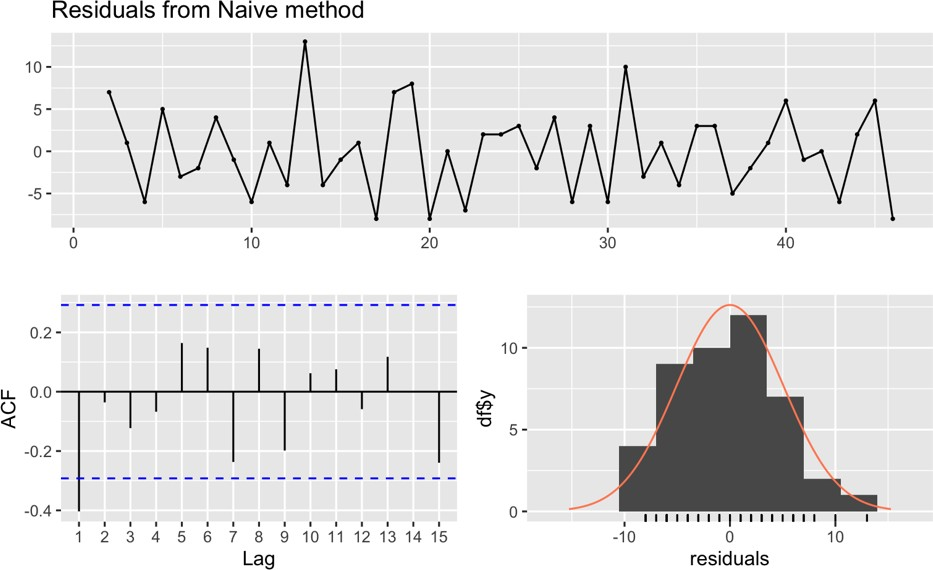 Residuals from Naive method
10
5
0
-5
0 10 20 30 40
0.2
0.0
-0.2
-0.4
ACF
1 2 3 4 5 6 7 8 9 10 11 12 13 14 15
Lag
10
5
0
df$y
-10 0 10
residuals